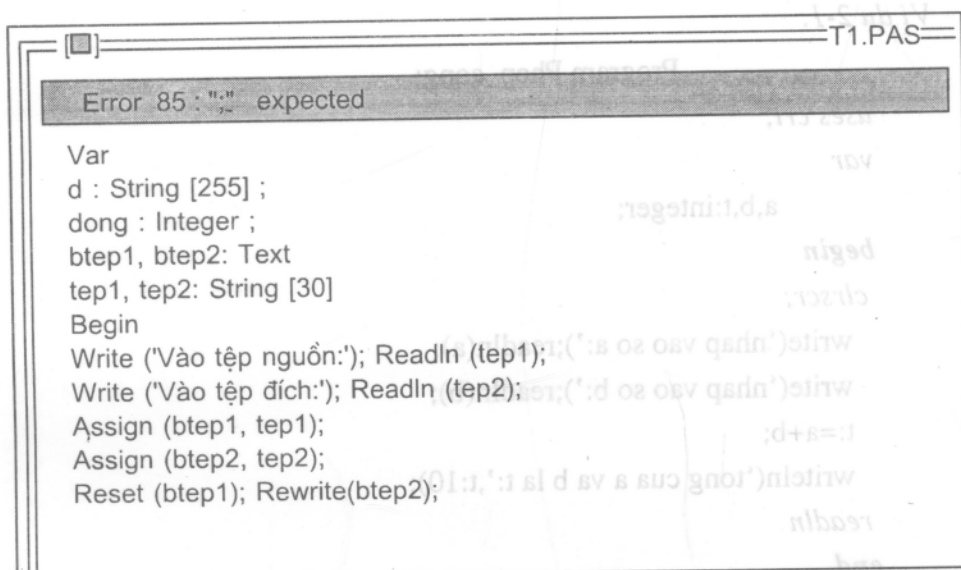 [■] T1.PAS
Error 85 : ";" expected
Var
d : String [255] ;
dong : Integer ;
btep1, btep2: Text
tep1, tep2: String [30]
Begin
Write ('Vào tệp nguồn:'); Readln (tep1);
Write ('Vào tệp đích:'); Readln (tep2);
Assign (btep1, tep1);
Assign (btep2, tep2);
Reset (btep1); Rewrite(btep2);